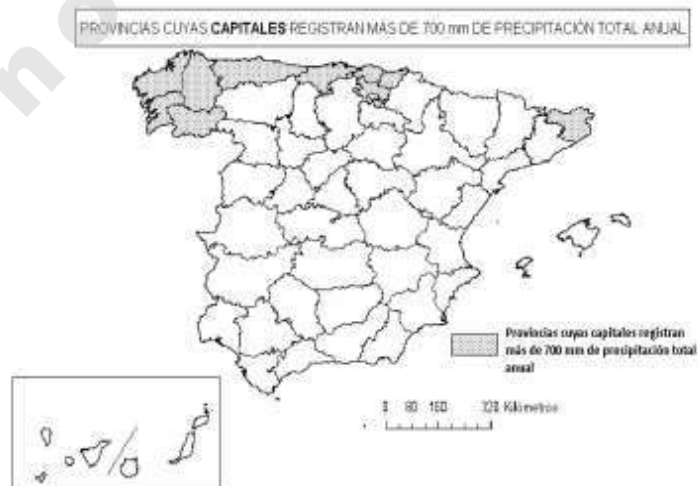 PROVINCIAS CUYAS CAPITALES REGISTRAN MÁS DE 700 mm DE PRECIPITACIÓN TOTAL ANUAL
Provincias cuyas capitales registran
más de 700 mm de precipitación total
anual
0 80 160 320 Kilómetros